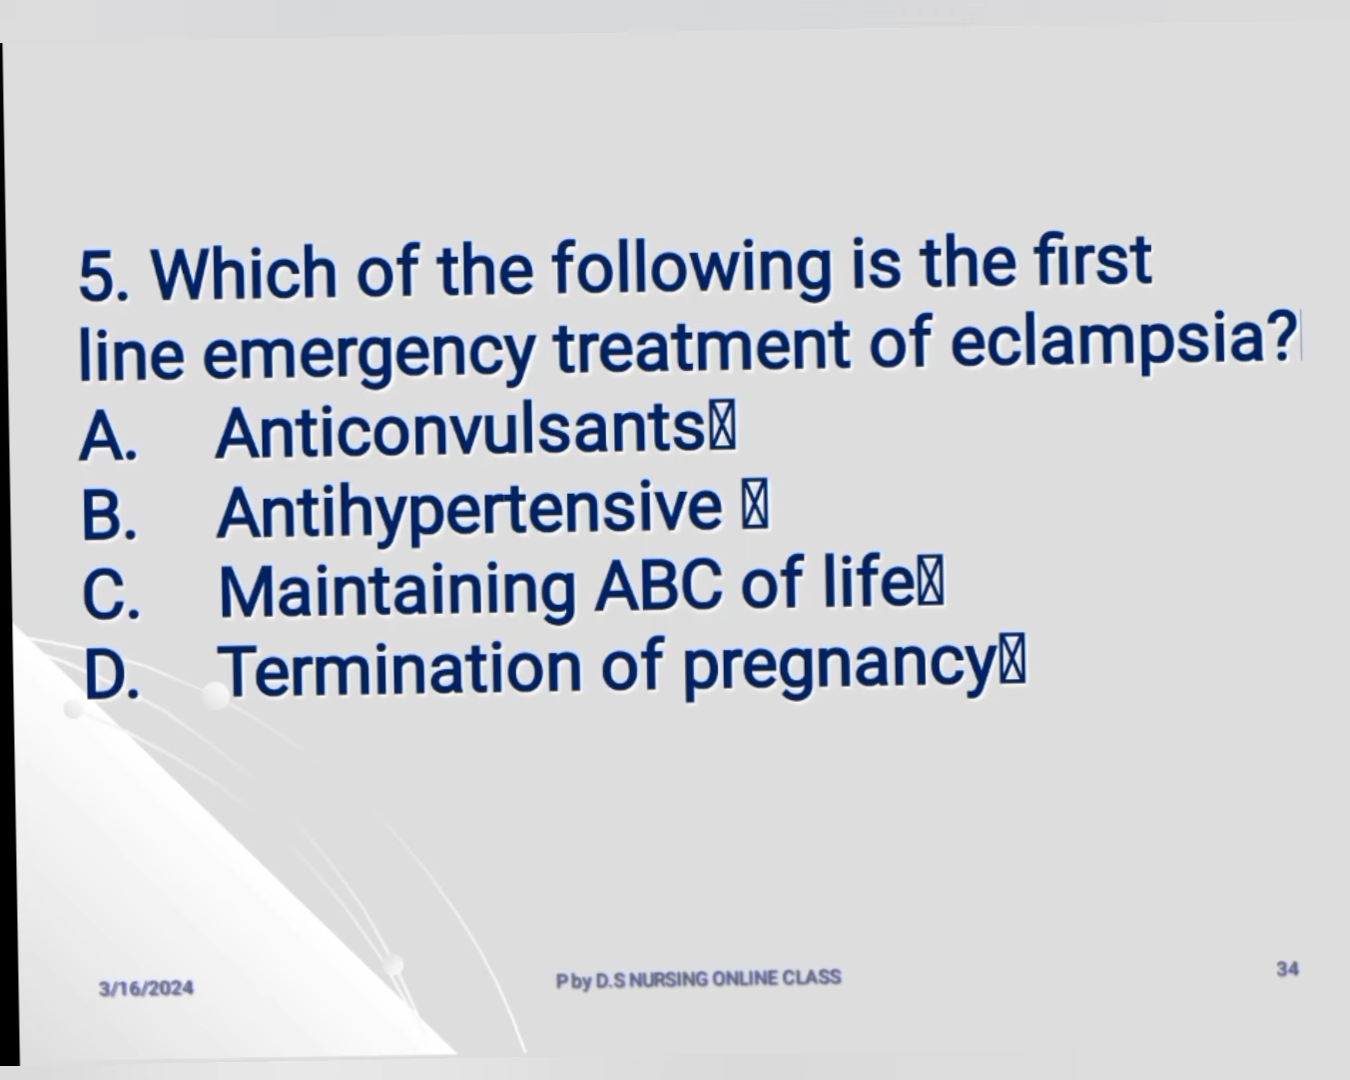 5. Which of the following is the first
line emergency treatment of eclampsia?
A. Anticonvulsants
B. Antihypertensive
C. Maintaining ABC of life
D. Termination of pregnancy
3/16/2024 P by D.S NURSING ONLINE CLASS 34